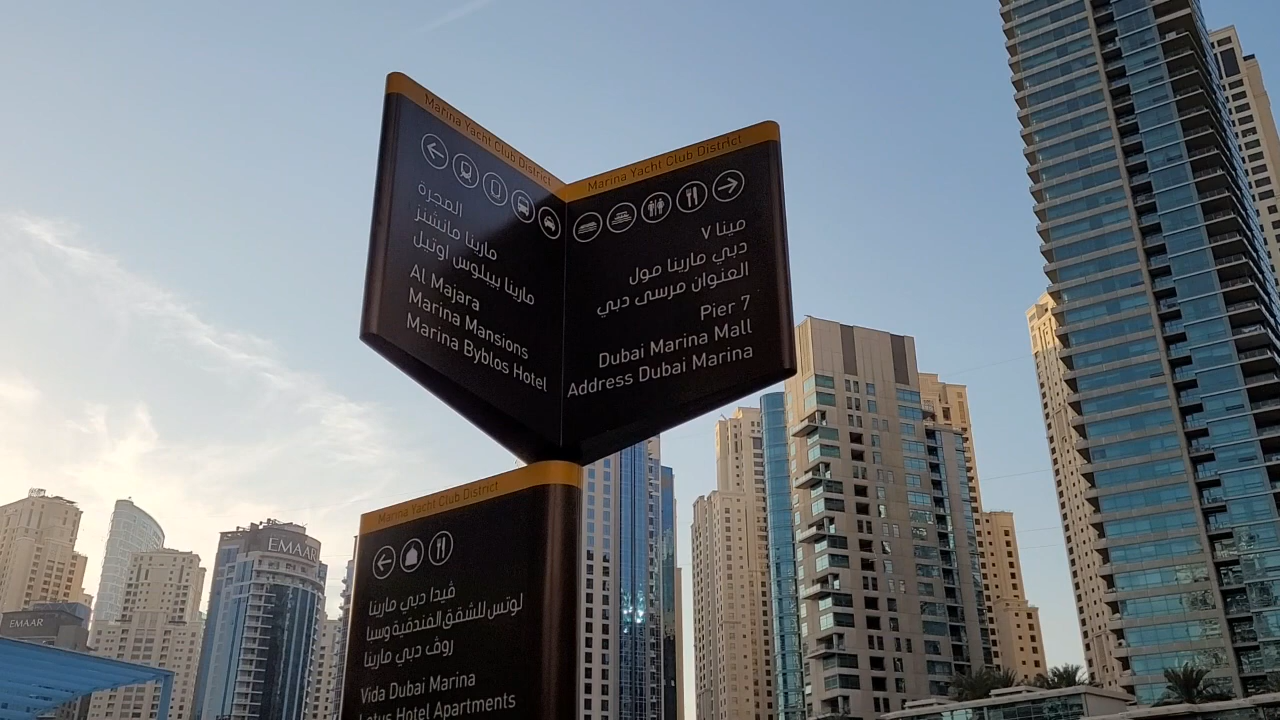 Marina Yacht Club District
المجرة
مارينا مانشنز
مارينا بيبلوس اوتيل
Al Majara
Marina Mansions
Marina Byblos Hotel
Marina Yacht Club District
مينا ٧
دبي مارينا مول
العنوان مرسى دبي
Pier 7
Dubai Marina Mall
Address Dubai Marina
Marina Yacht Club District
ڤيدا دبي مارينا
لوتس للشقق الفندقية وسبا
روڤ دبي مارينا
Vida Dubai Marina
Lotus Hotel Apartments
EMAAR
EMAAR